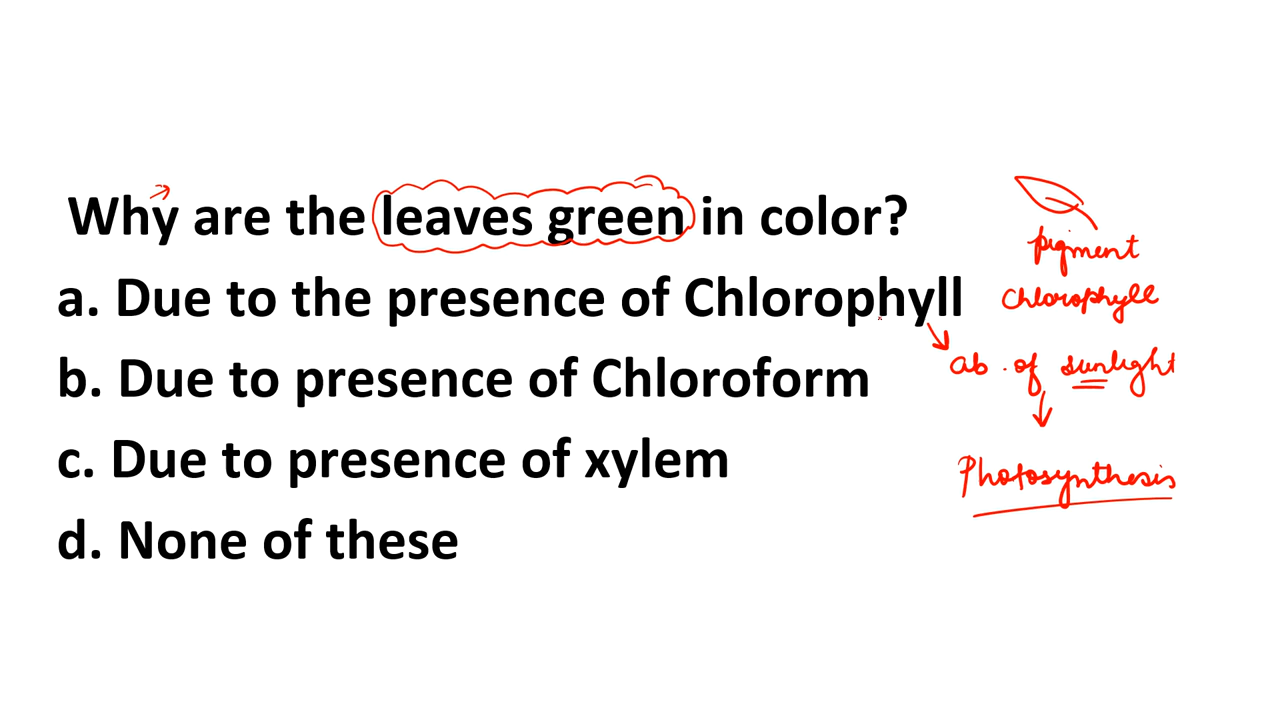 Why are the leaves green in color?
a. Due to the presence of Chlorophyll
b. Due to presence of Chloroform
c. Due to presence of xylem
d. None of these
pigment
Chlorophyll
ab. of sunlight
Photosynthesis